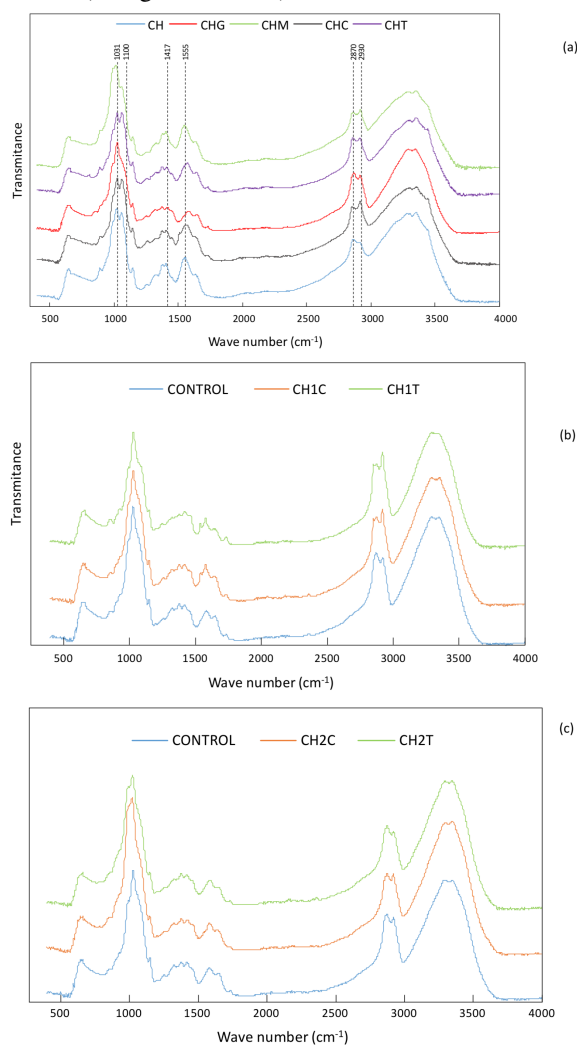 CH CHG CHM CHC CHT
(a)
1031 1100 1417 1555 2870 2930
Transmitance
500 1000 1500 2000 2500 3000 3500 4000
Wave number (cm⁻¹)
CONTROL CH1C CH1T
(b)
Transmitance
500 1000 1500 2000 2500 3000 3500 4000
Wave number (cm⁻¹)
(c)
CONTROL CH2C CH2T
500 1000 1500 2000 2500 3000 3500 4000
Wave number (cm⁻¹)